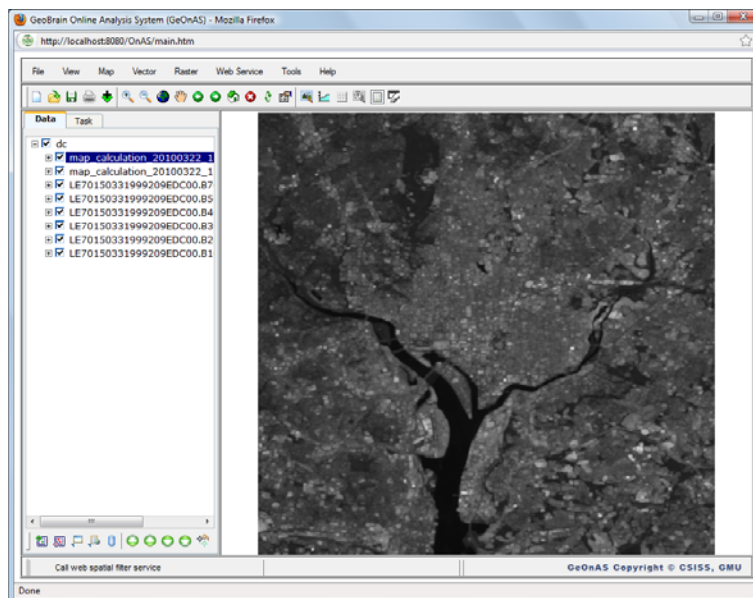 GeoBrain Online Analysis System (GeOnAS) - Mozilla Firefox
http://localhost:8080/OnAS/main.htm
File View Map Vector Raster Web Service Tools Help
Data Task
dc
map_calculation_20100322_1
map_calculation_20100322_1
LE70150331999209EDC00.B7
LE70150331999209EDC00.B5
LE70150331999209EDC00.B4
LE70150331999209EDC00.B3
LE70150331999209EDC00.B2
LE70150331999209EDC00.B1
Call web spatial filter service
GeOnAS Copyright © CSISS, GMU
Done